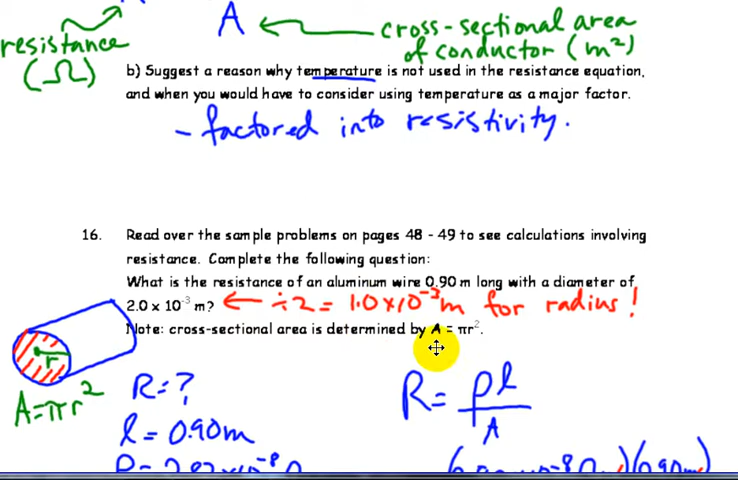 resistance
(Ω)
A
cross-sectional area
of conductor (m²)
b) Suggest a reason why temperature is not used in the resistance equation,
and when you would have to consider using temperature as a major factor.
- factored into resistivity.
16. Read over the sample problems on pages 48 - 49 to see calculations involving
resistance. Complete the following question:
What is the resistance of an aluminum wire 0.90 m long with a diameter of
2.0 x 10⁻³ m? ← ÷2 = 1.0 x 10⁻³ m for radius!
Note: cross-sectional area is determined by A = πr².
r
A = πr²
R = ?
R = ρl
A
l = 0.90 m